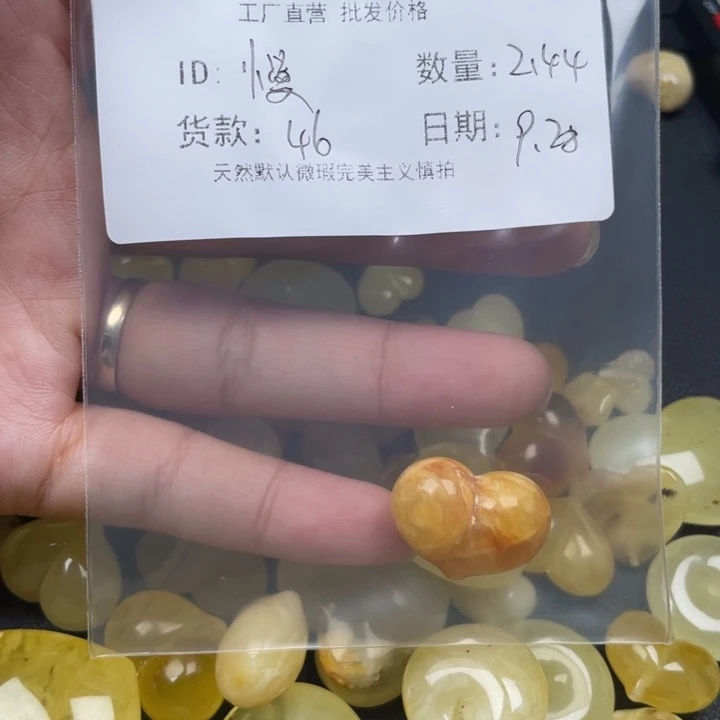 工厂直营 批发价格
ID: 慢 数量: 2.44
货款: 46 日期: 9.20
天然默认微瑕完美主义慎拍